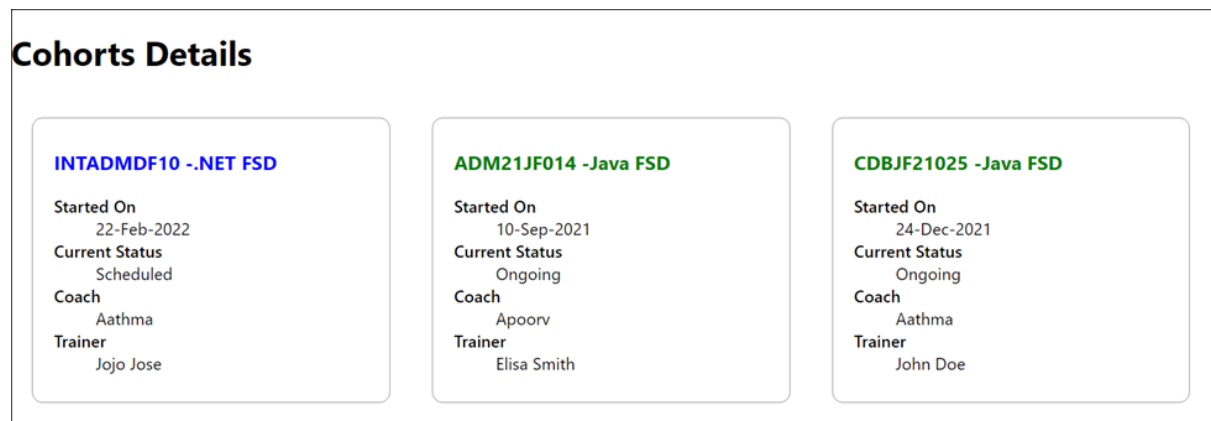 Cohorts Details
INTADMDF10 -.NET FSD
Started On
22-Feb-2022
Current Status
Scheduled
Coach
Aathma
Trainer
Jojo Jose
ADM21JF014 -Java FSD
Started On
10-Sep-2021
Current Status
Ongoing
Coach
Apoorv
Trainer
Elisa Smith
CDBJF21025 -Java FSD
Started On
24-Dec-2021
Current Status
Ongoing
Coach
Aathma
Trainer
John Doe